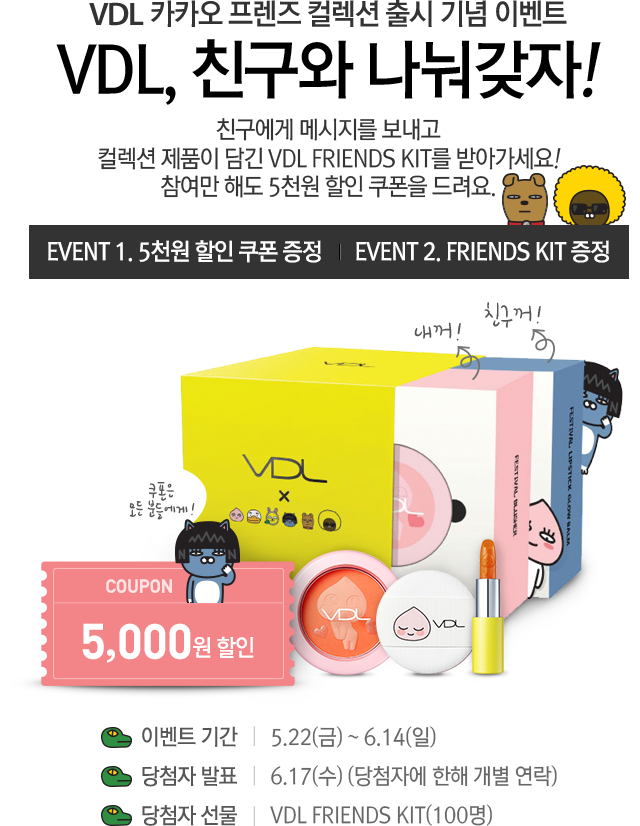 VDL 카카오 프렌즈 컬렉션 출시 기념 이벤트
VDL, 친구와 나눠갖자!
친구에게 메시지를 보내고
컬렉션 제품이 담긴 VDL FRIENDS KIT를 받아가세요!
참여만 해도 5천원 할인 쿠폰을 드려요.
EVENT 1. 5천원 할인 쿠폰 증정 | EVENT 2. FRIENDS KIT 증정
친구꺼!
내꺼!
VDL
VDL
×
FESTIVAL. BLUSHER
FESTIVAL. LIPSTICK GLOW BALM
쿠폰은
모든 분들에게!
COUPON
5,000원 할인
VDL
VDL
이벤트 기간 | 5.22(금) ~ 6.14(일)
당첨자 발표 | 6.17(수) (당첨자에 한해 개별 연락)
당첨자 선물 | VDL FRIENDS KIT(100명)